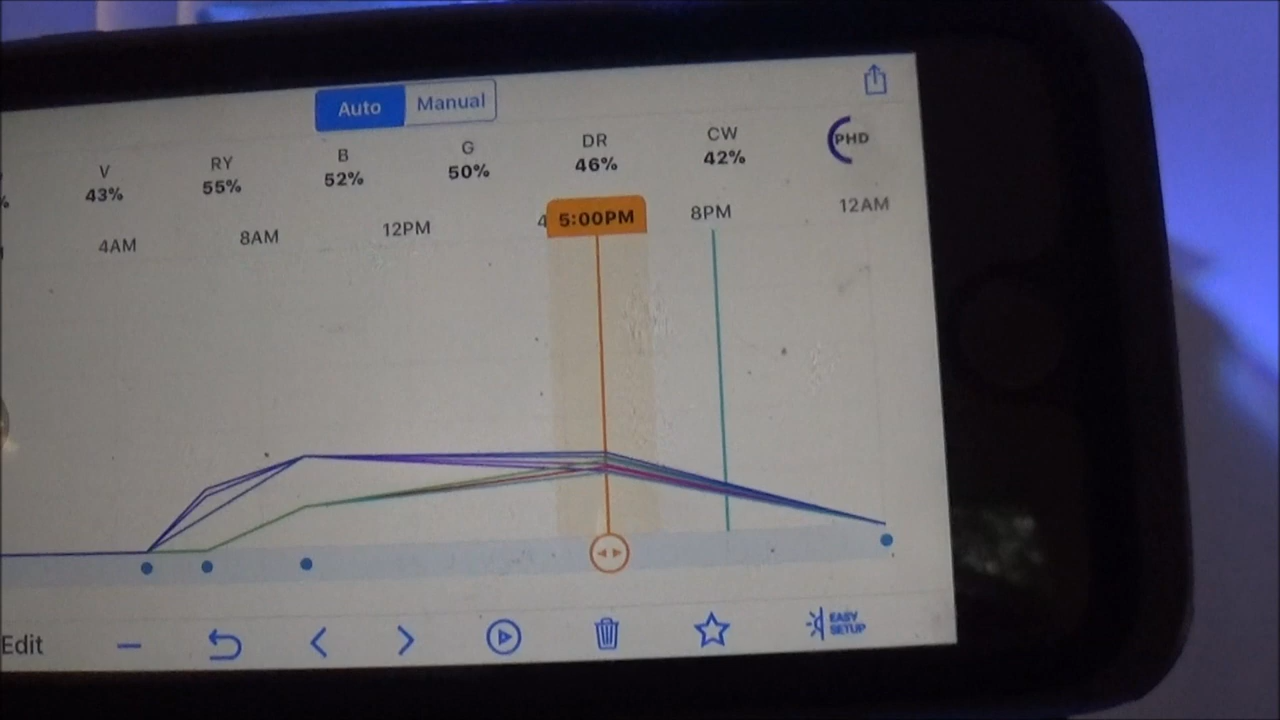 Auto Manual
V RY B G DR CW PHD
% 43% 55% 52% 50% 46% 42%
4AM 8AM 12PM 4 5:00PM 8PM 12AM
Edit EASY SETUP